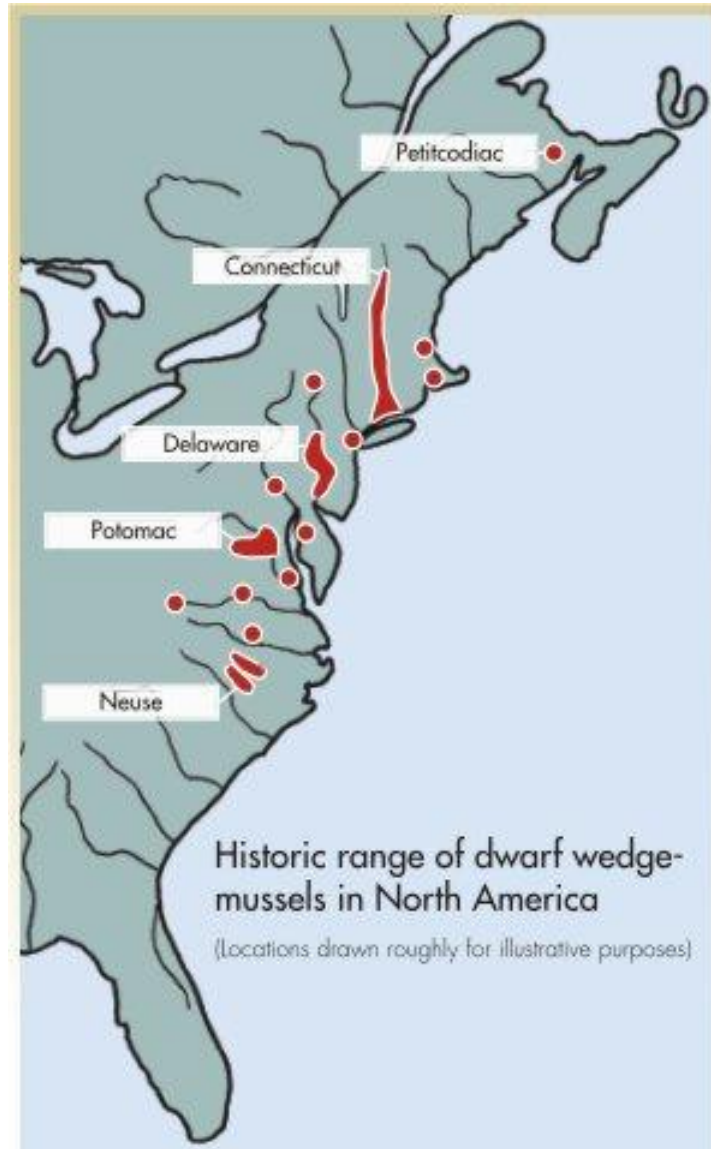 Petitcodiac
Connecticut
Delaware
Potomac
Neuse
Historic range of dwarf wedge-
mussels in North America
(Locations drawn roughly for illustrative purposes)